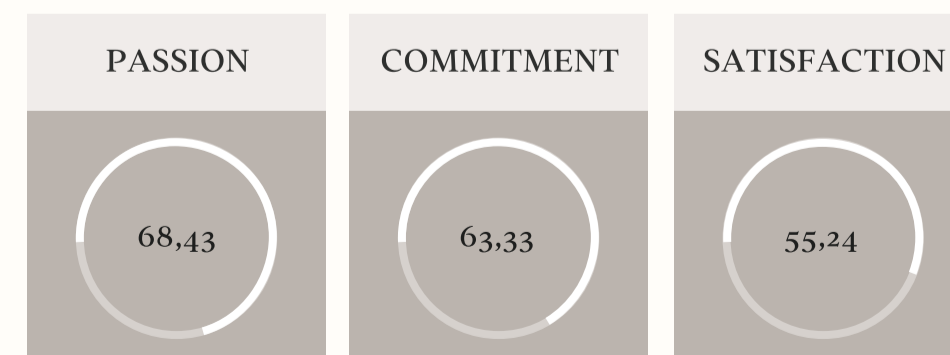 PASSION
COMMITMENT
SATISFACTION
68,43
63,33
55,24